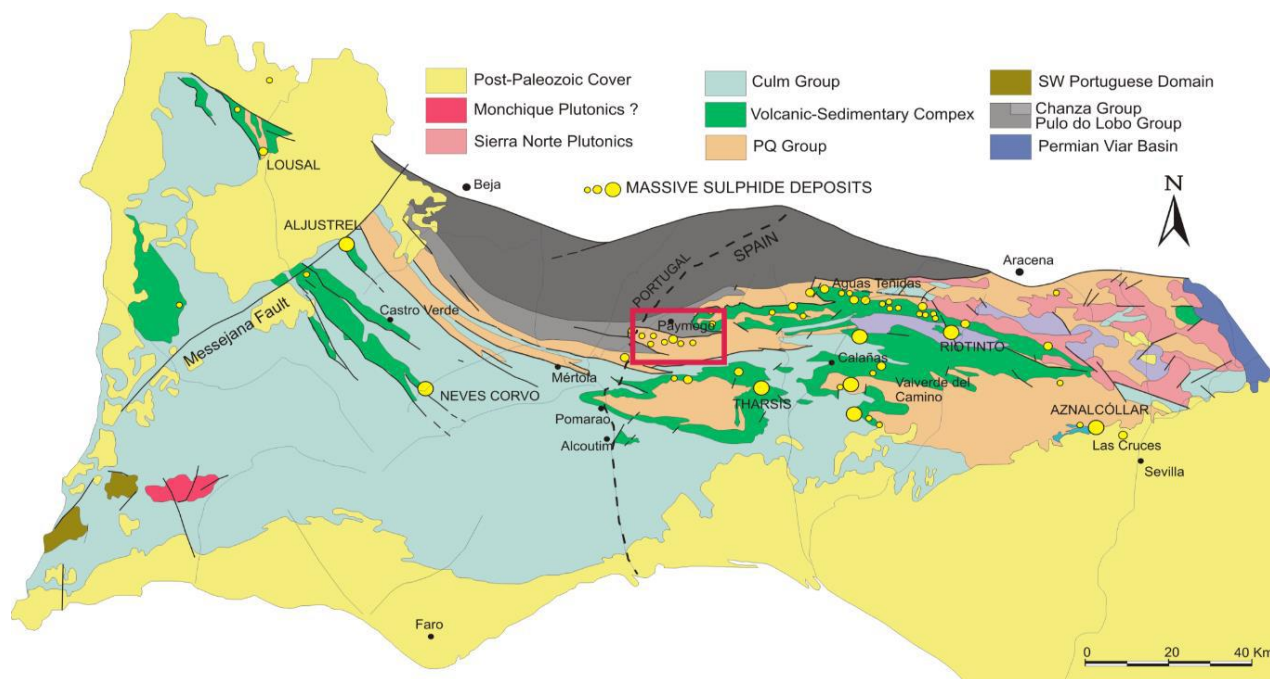 Post-Paleozoic Cover
Monchique Plutonics ?
Sierra Norte Plutonics
Culm Group
Volcanic-Sedimentary Compex
PQ Group
SW Portuguese Domain
Chanza Group
Pulo do Lobo Group
Permian Viar Basin
MASSIVE SULPHIDE DEPOSITS
N
LOUSAL
Beja
ALJUSTREL
PORTUGAL
SPAIN
Aracena
Aguas Teñidas
Messejana Fault
Castro Verde
Paymogo
RIOTINTO
Calañas
Mértola
NEVES CORVO
THARSIS
Valverde del
Camino
Pomarao
AZNALCÓLLAR
Alcoutim
Las Cruces
Sevilla
Faro
0 20 40 Km